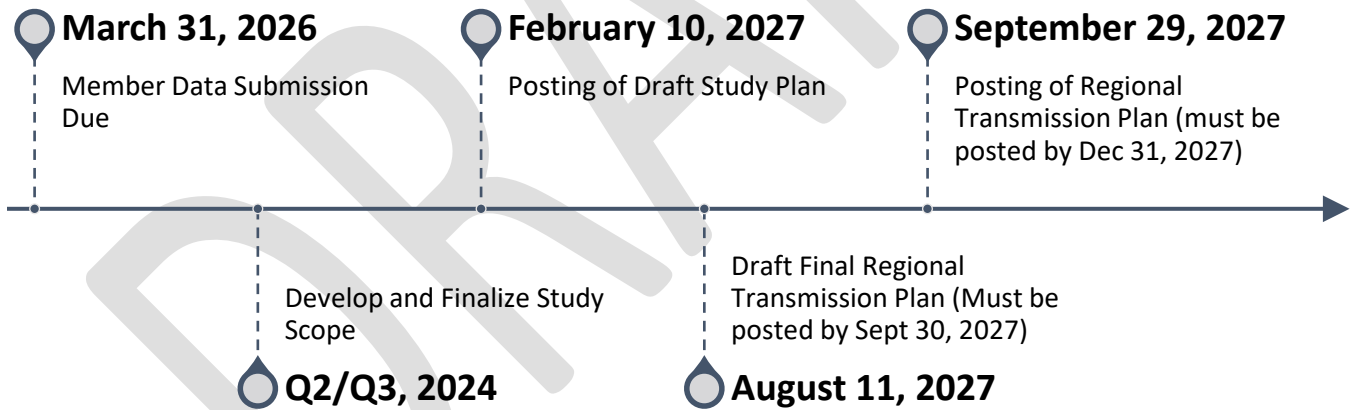 March 31, 2026
Member Data Submission
Due
February 10, 2027
Posting of Draft Study Plan
September 29, 2027
Posting of Regional
Transmission Plan (must be
posted by Dec 31, 2027)
Develop and Finalize Study
Scope
Q2/Q3, 2024
Draft Final Regional
Transmission Plan (Must be
posted by Sept 30, 2027)
August 11, 2027